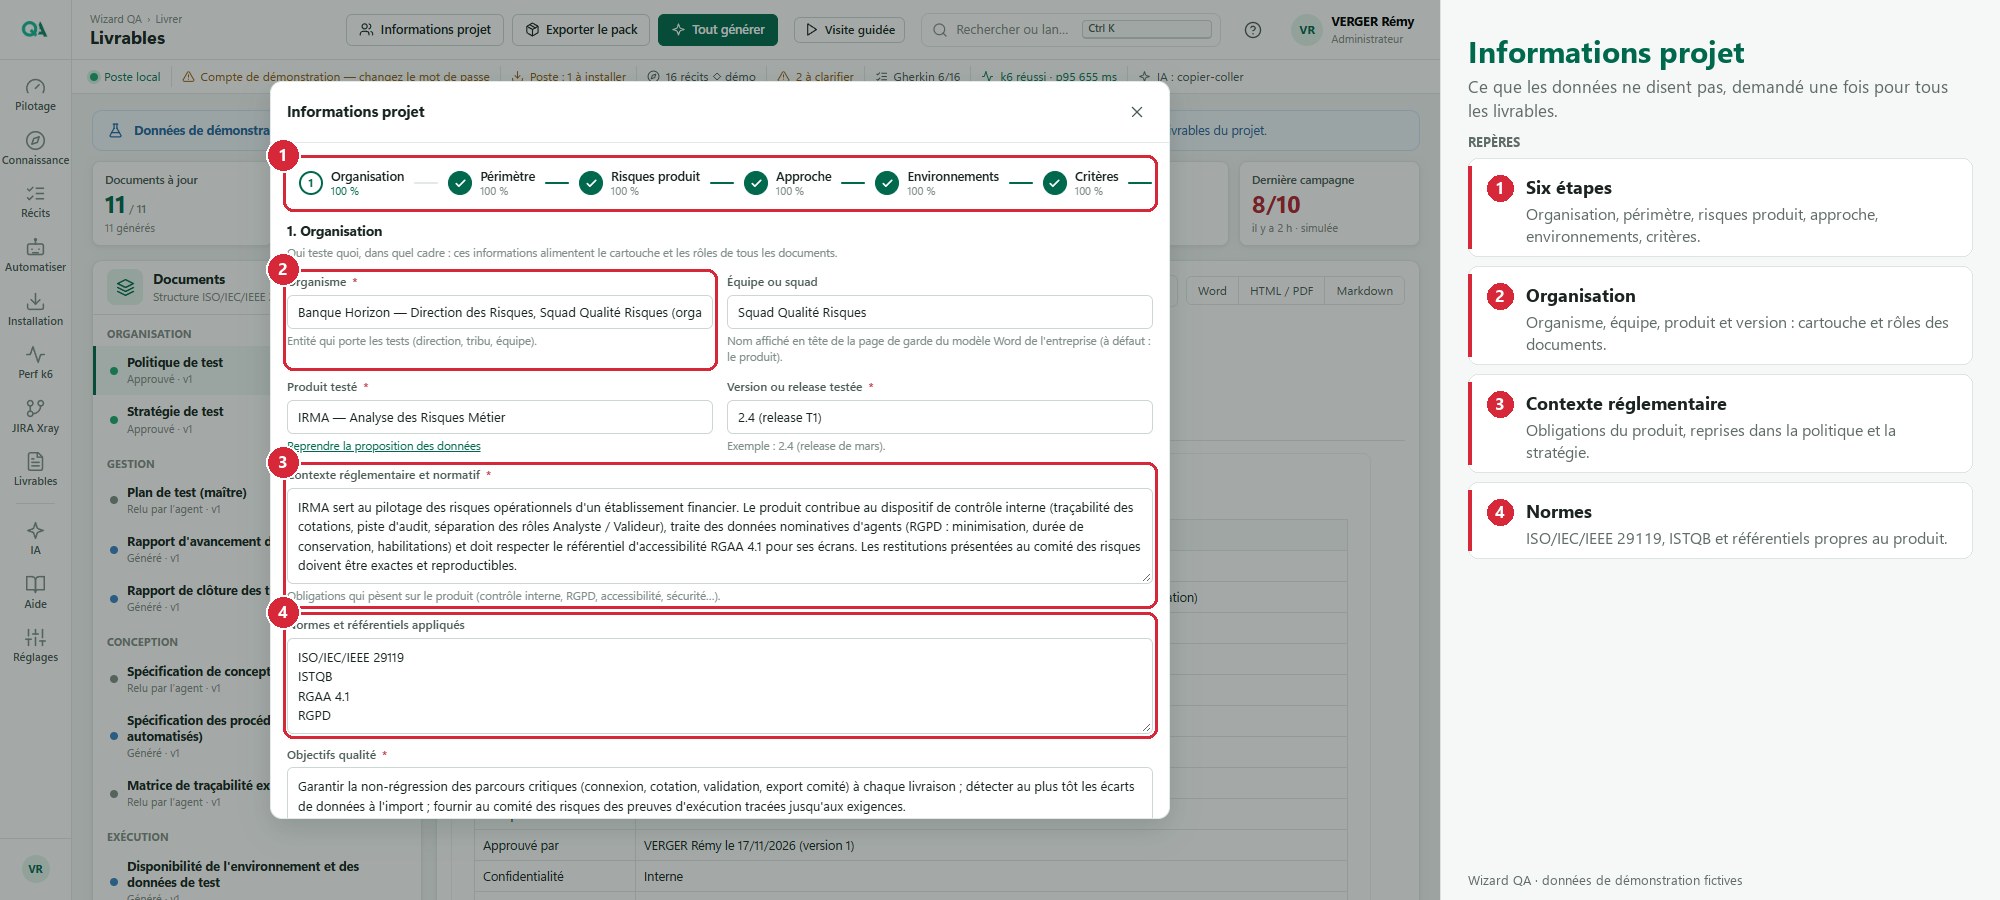 QA
Wizard QA › Livrer
Livrables
Informations projet
Exporter le pack
Tout générer
Visite guidée
Rechercher ou lan...
Ctrl K
VR
VERGER Rémy
Administrateur
Poste local
Compte de démonstration — changez le mot de passe
Poste : 1 à installer
16 récits ◇ démo
2 à clarifier
Gherkin 6/16
k6 réussi · p95 655 ms
IA : copier-coller
Pilotage
Connaissance
Récits
Automatiser
Installation
Perf k6
JIRA Xray
Livrables
IA
Aide
Réglages
VR
Données de démonstra
vrables du projet.
Documents à jour
11 / 11
11 générés
Dernière campagne
8/10
il y a 2 h · simulée
Documents
Structure ISO/IEC/IEEE
Word
HTML / PDF
Markdown
ORGANISATION
Politique de test
Approuvé · v1
Stratégie de test
Approuvé · v1
GESTION
Plan de test (maître)
Relu par l'agent · v1
Rapport d'avancement d
Généré · v1
Rapport de clôture des t
Généré · v1
CONCEPTION
Spécification de concept
Relu par l'agent · v1
Spécification des procéd
automatisés)
Généré · v1
Matrice de traçabilité ex
Relu par l'agent · v1
EXÉCUTION
Disponibilité de l'environnement et des
données de test
Généré · v1
ation)
Approuvé par
VERGER Rémy le 17/11/2026 (version 1)
Confidentialité
Interne
Informations projet
1
1
Organisation
100 %
Périmètre
100 %
Risques produit
100 %
Approche
100 %
Environnements
100 %
Critères
100 %
1. Organisation
Qui teste quoi, dans quel cadre : ces informations alimentent le cartouche et les rôles de tous les documents.
2
Organisme *
Banque Horizon — Direction des Risques, Squad Qualité Risques (orga
Entité qui porte les tests (direction, tribu, équipe).
Équipe ou squad
Squad Qualité Risques
Nom affiché en tête de la page de garde du modèle Word de l'entreprise (à défaut :
le produit).
Produit testé *
IRMA — Analyse des Risques Métier
Reprendre la proposition des données
Version ou release testée *
2.4 (release T1)
Exemple : 2.4 (release de mars).
3
Contexte réglementaire et normatif *
IRMA sert au pilotage des risques opérationnels d'un établissement financier. Le produit contribue au dispositif de contrôle interne (traçabilité des
cotations, piste d'audit, séparation des rôles Analyste / Valideur), traite des données nominatives d'agents (RGPD : minimisation, durée de
conservation, habilitations) et doit respecter le référentiel d'accessibilité RGAA 4.1 pour ses écrans. Les restitutions présentées au comité des risques
doivent être exactes et reproductibles.
Obligations qui pèsent sur le produit (contrôle interne, RGPD, accessibilité, sécurité...).
4
Normes et référentiels appliqués
ISO/IEC/IEEE 29119
ISTQB
RGAA 4.1
RGPD
Objectifs qualité *
Garantir la non-régression des parcours critiques (connexion, cotation, validation, export comité) à chaque livraison ; détecter au plus tôt les écarts
de données à l'import ; fournir au comité des risques des preuves d'exécution tracées jusqu'aux exigences.
Informations projet
Ce que les données ne disent pas, demandé une fois pour tous
les livrables.
REPÈRES
1
Six étapes
Organisation, périmètre, risques produit, approche,
environnements, critères.
2
Organisation
Organisme, équipe, produit et version : cartouche et rôles des
documents.
3
Contexte réglementaire
Obligations du produit, reprises dans la politique et la
stratégie.
4
Normes
ISO/IEC/IEEE 29119, ISTQB et référentiels propres au produit.
Wizard QA · données de démonstration fictives